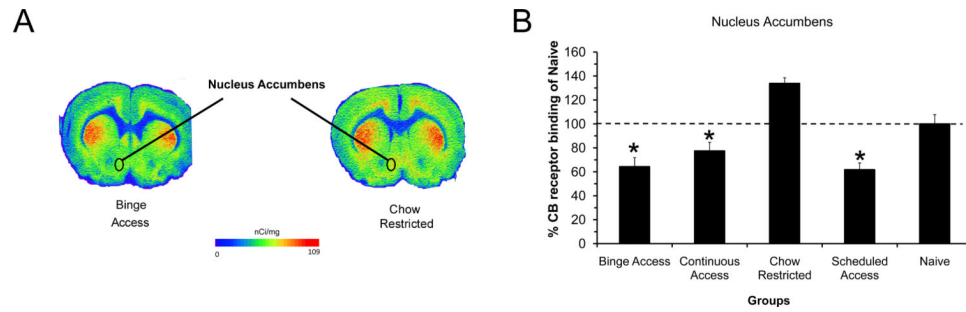 A
Nucleus Accumbens
Binge
Access
Chow
Restricted
nCi/mg
0
109
B
Nucleus Accumbens
% CB receptor binding of Naive
160
140
120
100
80
60
40
20
0
*
*
*
Binge Access
Continuous
Access
Chow
Restricted
Scheduled
Access
Naive
Groups